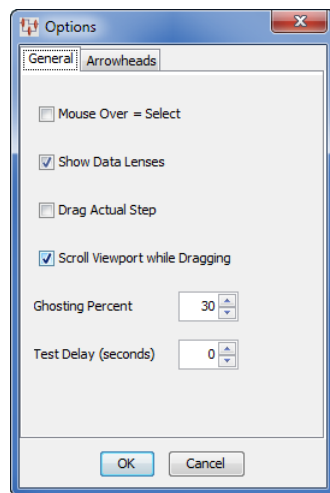 Options
General Arrowheads
Mouse Over = Select
Show Data Lenses
Drag Actual Step
Scroll Viewport while Dragging
Ghosting Percent 30
Test Delay (seconds) 0
OK Cancel